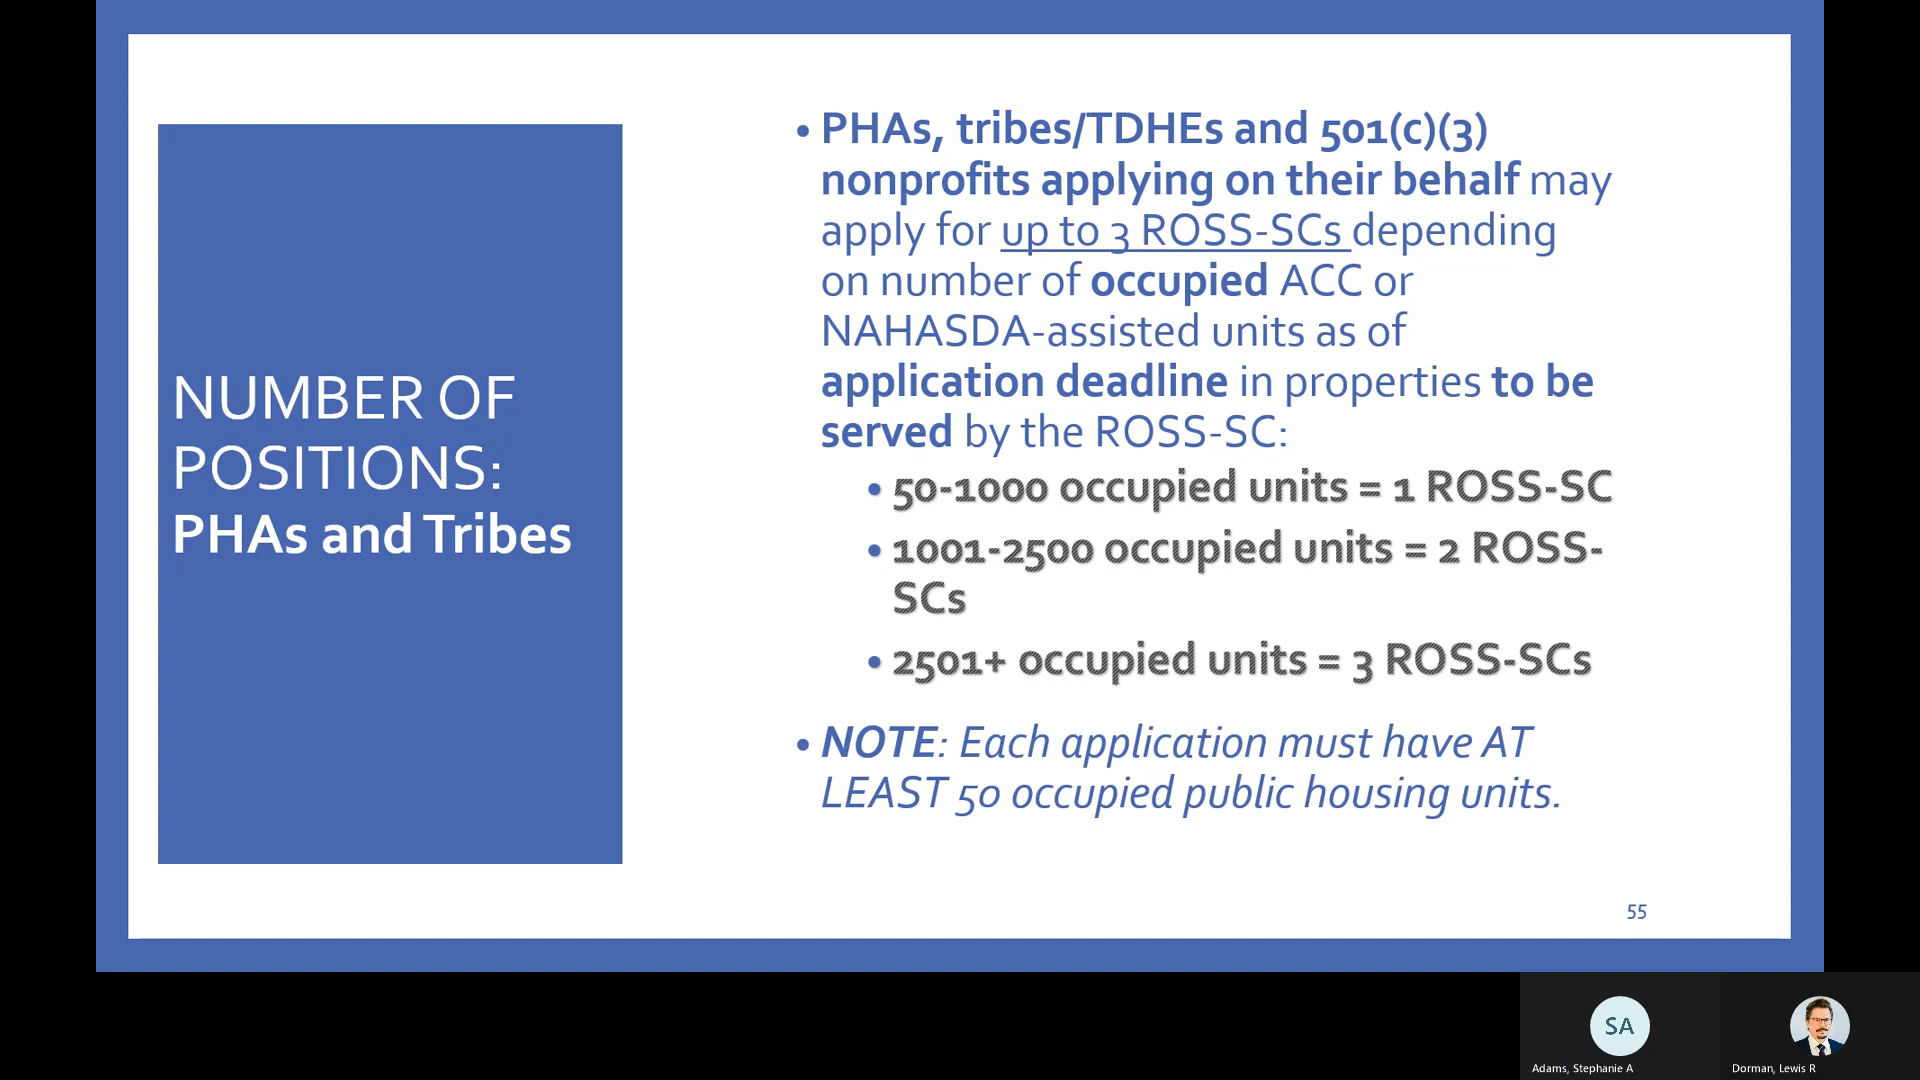 NUMBER OF
POSITIONS:
PHAs and Tribes
• PHAs, tribes/TDHEs and 501(c)(3)
nonprofits applying on their behalf may
apply for up to 3 ROSS-SCs depending
on number of occupied ACC or
NAHASDA-assisted units as of
application deadline in properties to be
served by the ROSS-SC:
• 50-1000 occupied units = 1 ROSS-SC
• 1001-2500 occupied units = 2 ROSS-
SCs
• 2501+ occupied units = 3 ROSS-SCs
• NOTE: Each application must have AT
LEAST 50 occupied public housing units.
55
SA
Adams, Stephanie A
Dorman, Lewis R